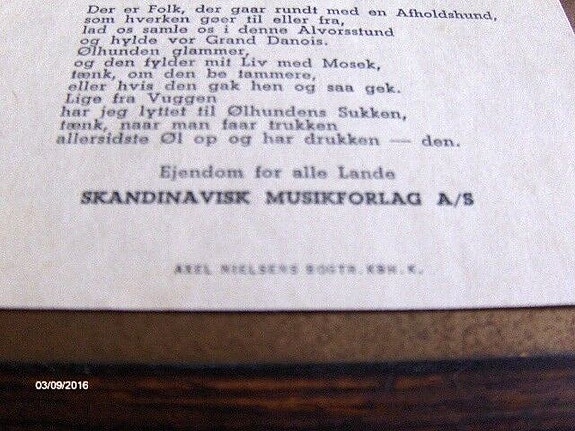 Der er Folk, der gaar rundt med en Afholdshund,
som hverken gøer til eller fra,
lad os samle os i denne Alvorsstund
og hylde vor Grand Danois.
Ølhunden glammer,
og den fylder mit Liv med Mosek,
tænk, om den be tammere,
eller hvis den gak hen og saa gek.
Lige fra Vuggen
har jeg lyttet til Ølhundens Sukken,
tænk, naar man faar trukken
allersidste Øl op og har drukken — den.
Ejendom for alle Lande
SKANDINAVISK MUSIKFORLAG A/S
AXEL NIELSENS BOGTR. KBH. K.
03/09/2016